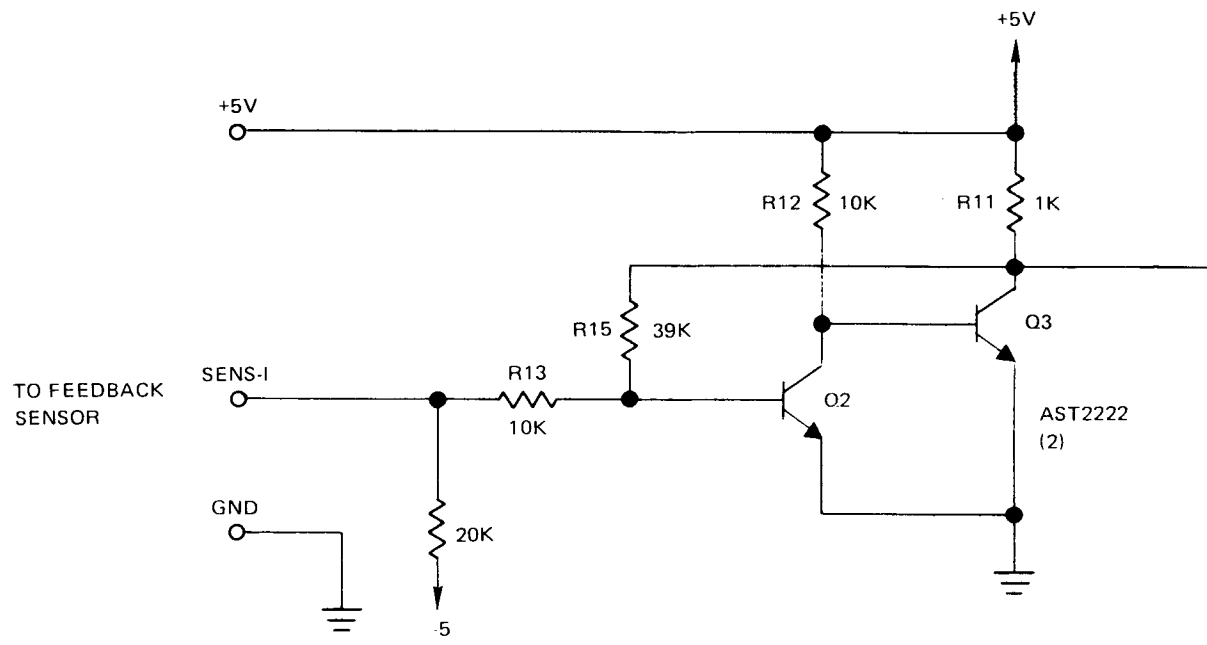 +5V
+5V
R12
10K
R11
1K
R15
39K
Q3
TO FEEDBACK
SENSOR
SENS-I
R13
10K
Q2
AST2222
(2)
GND
20K
-5